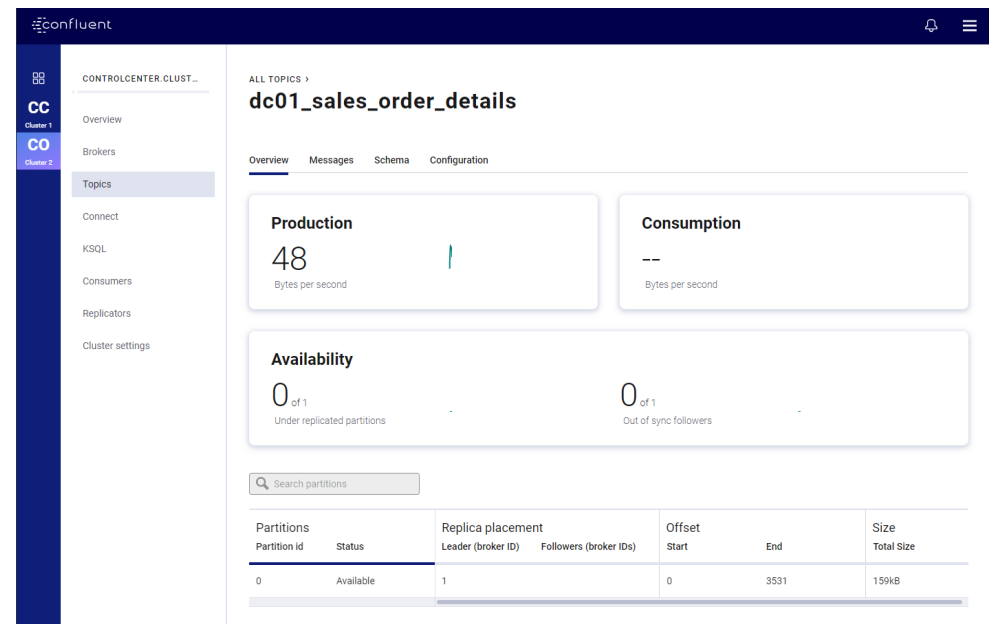 confluent
CC
Cluster 1
CO
Cluster 2
CONTROLCENTER.CLUST...
Overview
Brokers
Topics
Connect
KSQL
Consumers
Replicators
Cluster settings
ALL TOPICS >
dc01_sales_order_details
Overview Messages Schema Configuration
Production
48
Bytes per second
Consumption
--
Bytes per second
Availability
0 of 1
Under replicated partitions
-
0 of 1
Out of sync followers
-
Search partitions
Partitions Replica placement Offset Size
Partition id Status Leader (broker ID) Followers (broker IDs) Start End Total Size
0 Available 1 0 3531 159kB